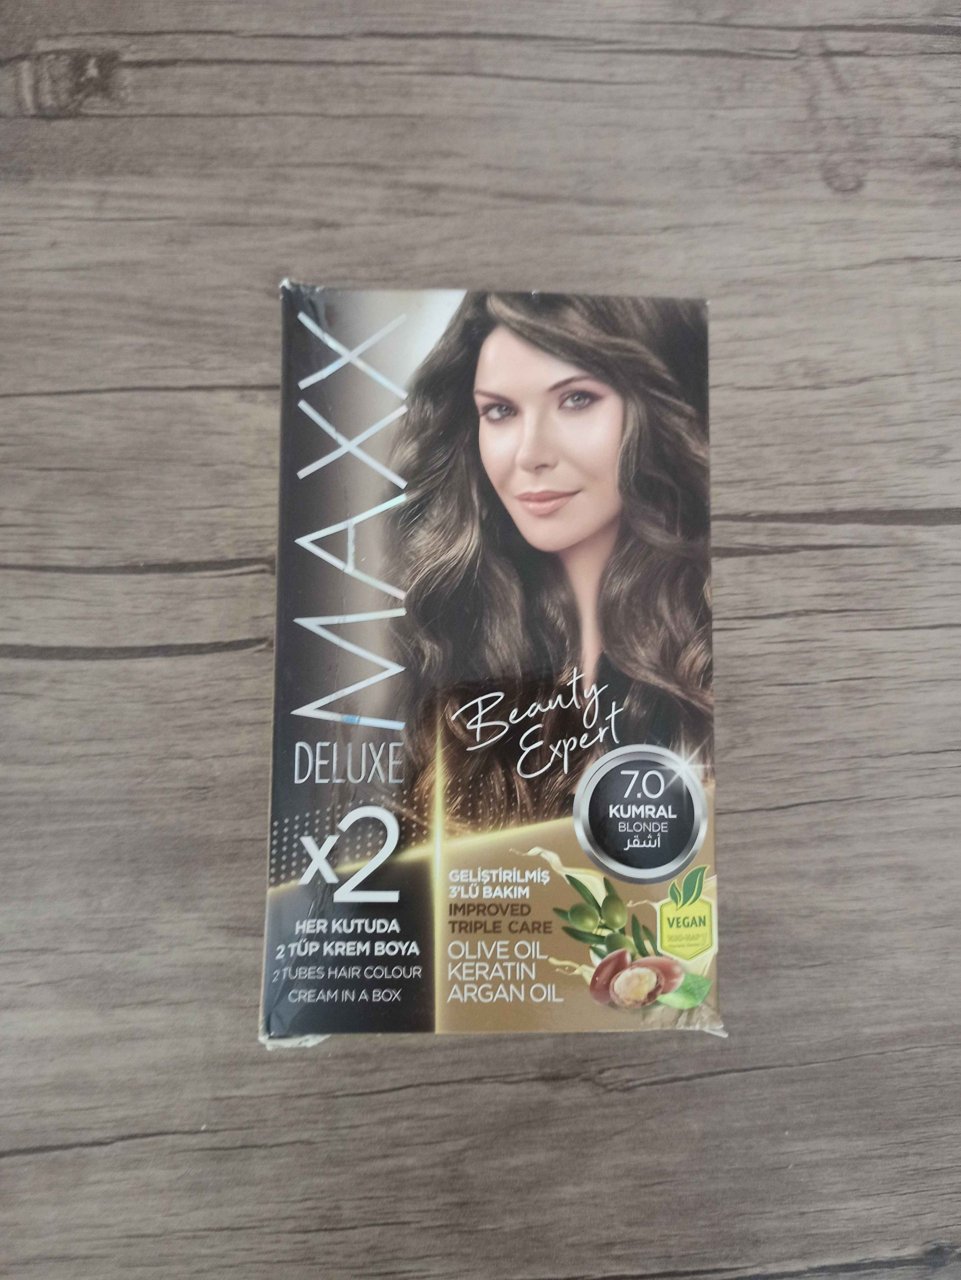 MAXX
DELUXE
x2
HER KUTUDA
2 TÜP KREM BOYA
2 TUBES HAIR COLOUR
CREAM IN A BOX
Beauty
Expert
7.0
KUMRAL
BLONDE
أشقر
GELİŞTİRİLMİŞ
3'LÜ BAKIM
IMPROVED
TRIPLE CARE
OLIVE OIL
KERATIN
ARGAN OIL
VEGAN